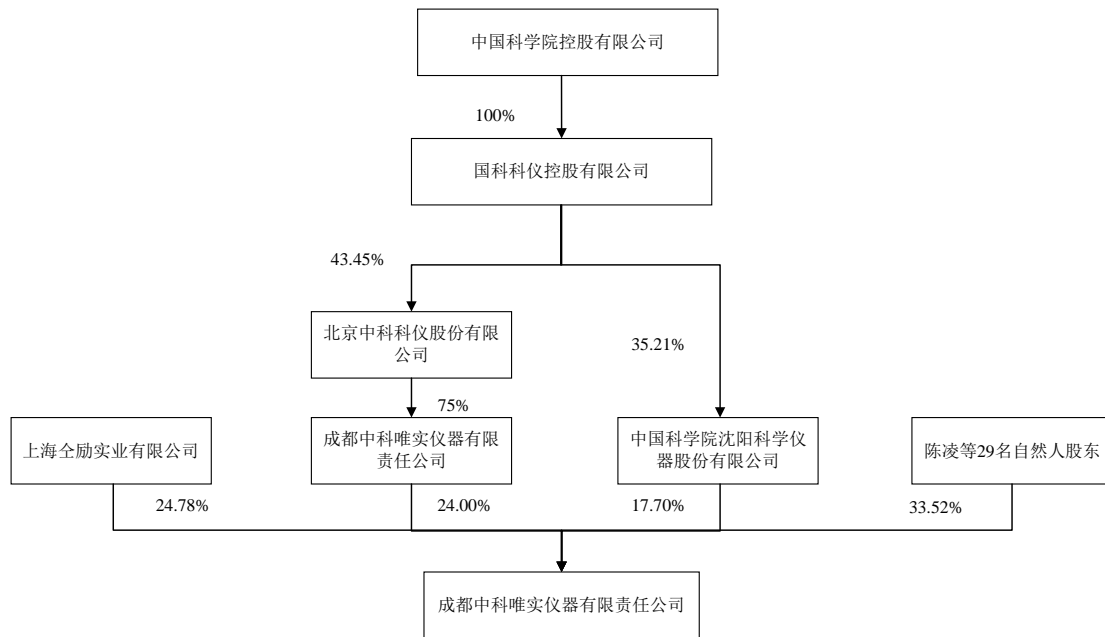 中国科学院控股有限公司
100%
国科科仪控股有限公司
43.45%
北京中科科仪股份有限
公司
35.21%
75%
上海仝励实业有限公司
成都中科唯实仪器有限
责任公司
中国科学院沈阳科学仪
器股份有限公司
陈凌等29名自然人股东
24.78%
24.00%
17.70%
33.52%
成都中科唯实仪器有限责任公司